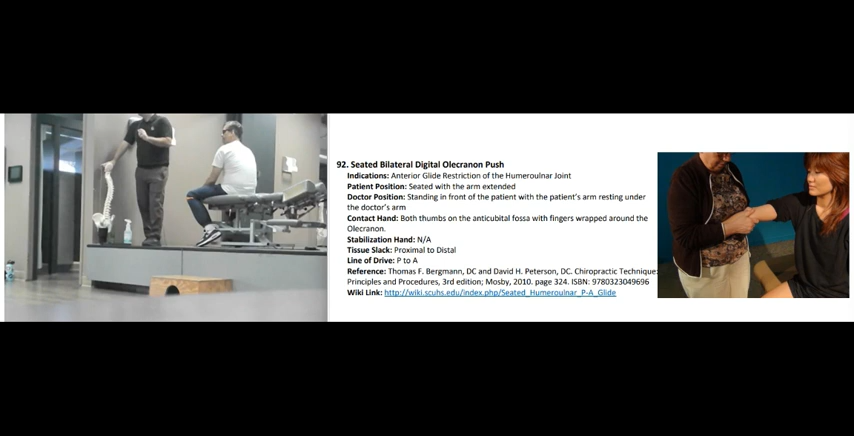 92. Seated Bilateral Digital Olecranon Push
Indications: Anterior Glide Restriction of the Humeroulnar Joint
Patient Position: Seated with the arm extended
Doctor Position: Standing in front of the patient with the patient's arm resting under
the doctor's arm
Contact Hand: Both thumbs on the anticubital fossa with fingers wrapped around the
Olecranon.
Stabilization Hand: N/A
Tissue Slack: Proximal to Distal
Line of Drive: P to A
Reference: Thomas F. Bergmann, DC and David H. Peterson, DC. Chiropractic Technique:
Principles and Procedures, 3rd edition; Mosby, 2010. page 324. ISBN: 9780323049696
Wiki Link: http://wiki.scuhs.edu/index.php/Seated_Humeroulnar_P-A_Glide